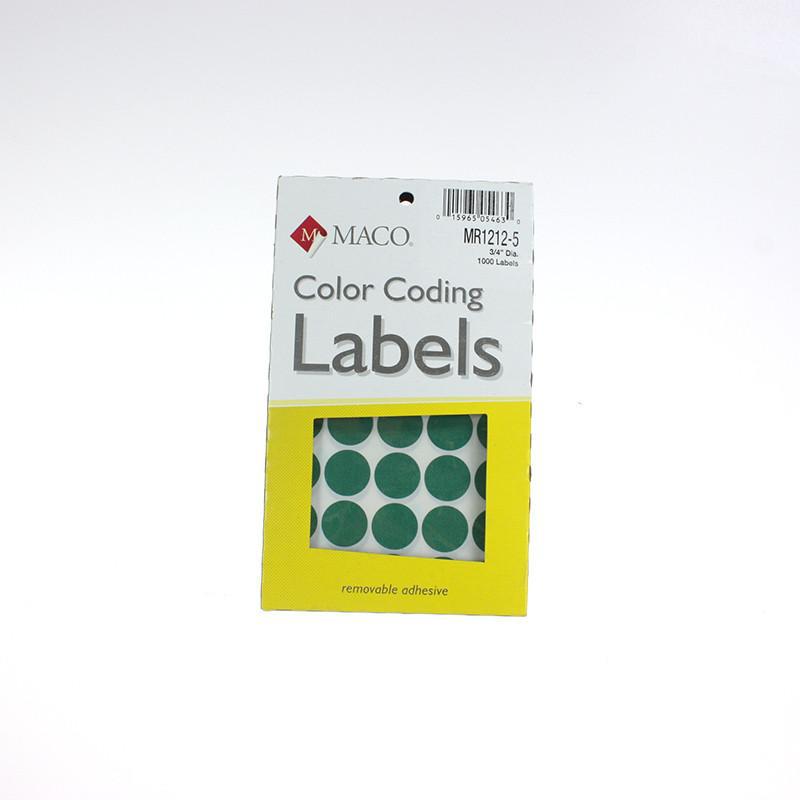 0 15965 05463 0
M MACO®
MR1212-5
3/4" Dia.
1000 Labels
Color Coding
Labels
removable adhesive